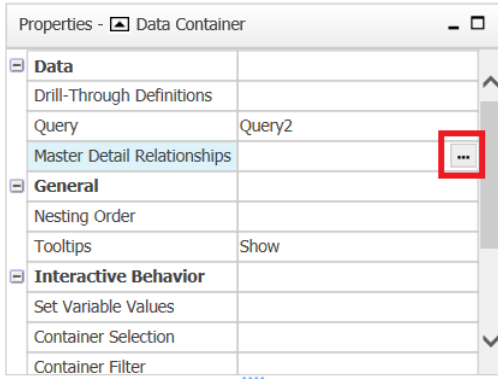 Properties - Data Container
Data
Drill-Through Definitions
Query Query2
Master Detail Relationships ...
General
Nesting Order
Tooltips Show
Interactive Behavior
Set Variable Values
Container Selection
Container Filter